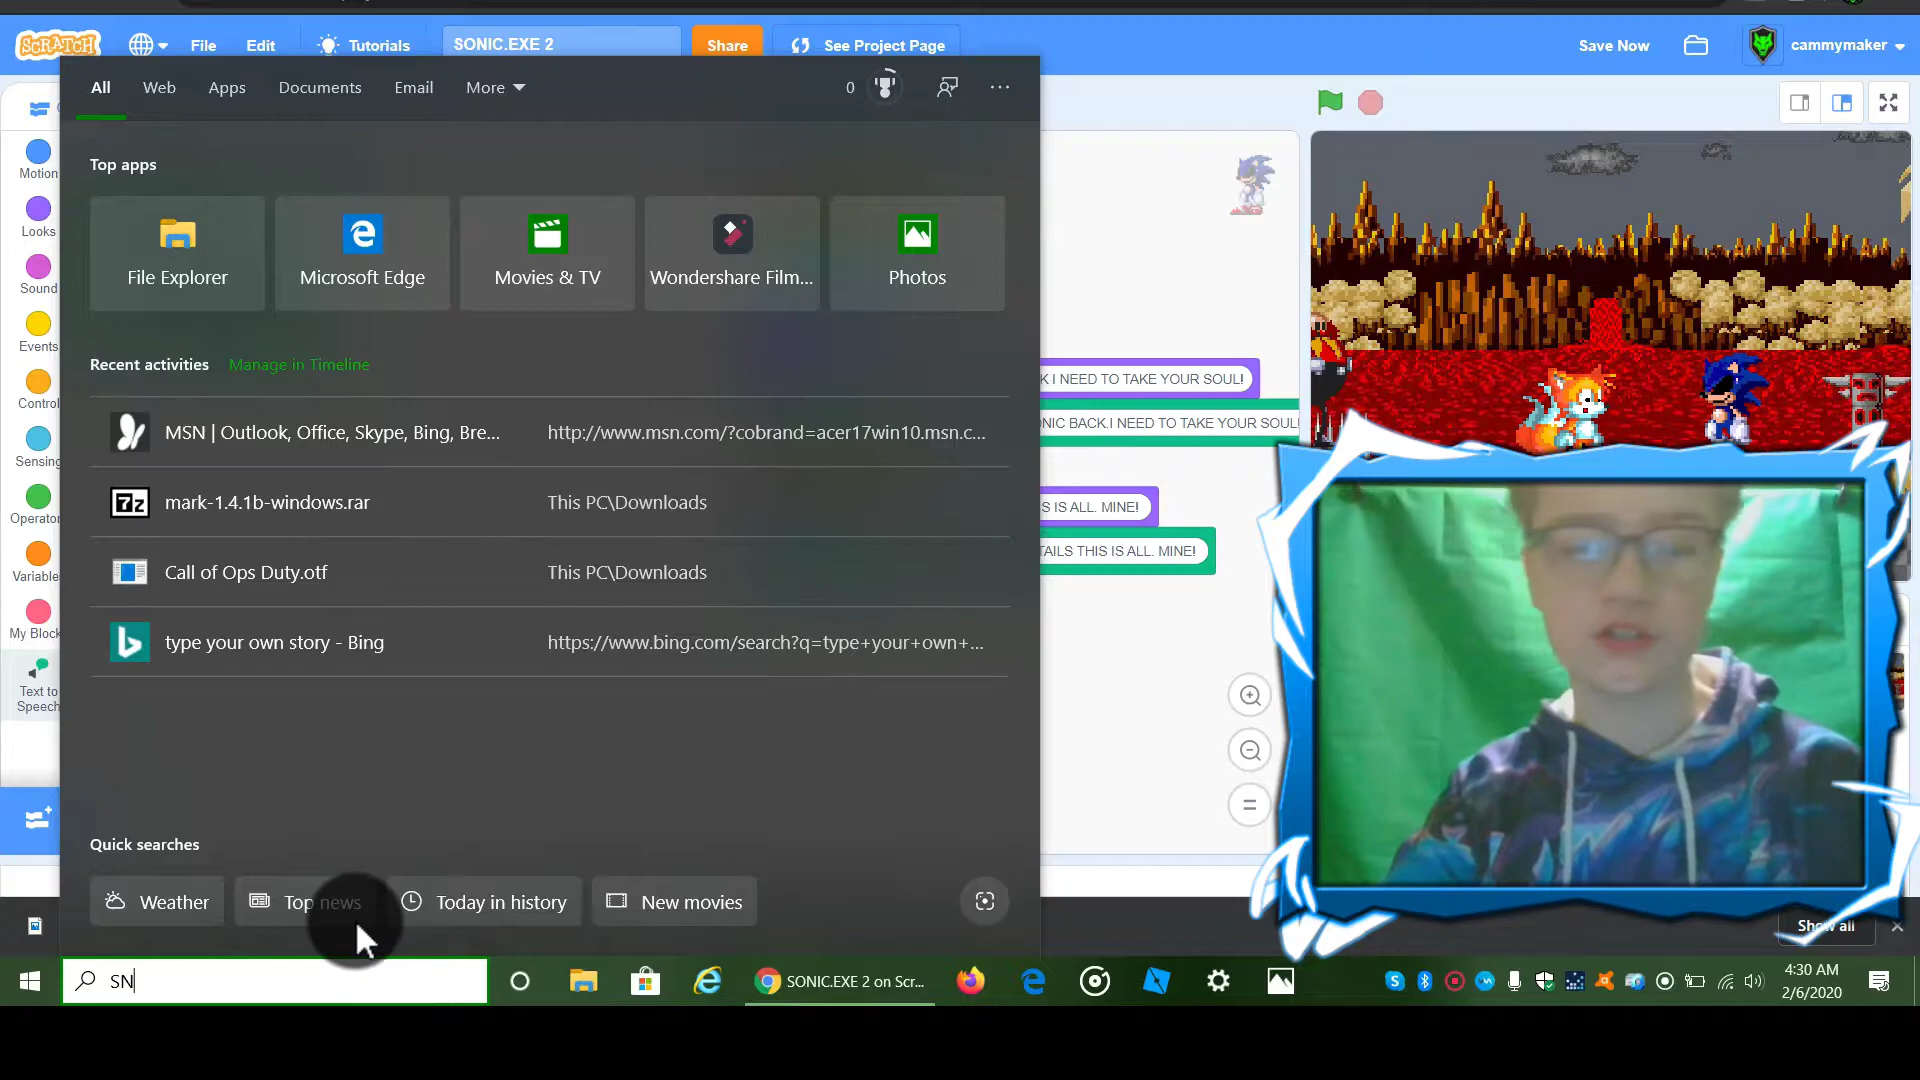 SCRATCH File Edit Tutorials SONIC.EXE 2 Share See Project Page Save Now cammymaker
All Web Apps Documents Email More 0
Motion
Looks
Sound
Events
Control
Sensing
Operator
Variable
My Block
Text to
Speech
Top apps
File Explorer Microsoft Edge Movies & TV Wondershare Film... Photos
Recent activities Manage in Timeline
MSN | Outlook, Office, Skype, Bing, Bre... http://www.msn.com/?cobrand=acer17win10.msn.c...
mark-1.4.1b-windows.rar This PC\Downloads
Call of Ops Duty.otf This PC\Downloads
type your own story - Bing https://www.bing.com/search?q=type+your+own+...
K I NEED TO TAKE YOUR SOUL!
NIC BACK.I NEED TO TAKE YOUR SOUL!
S IS ALL. MINE!
TAILS THIS IS ALL. MINE!
Quick searches
Weather Top news Today in history New movies
Show all
SN
SONIC.EXE 2 on Scr...
4:30 AM
2/6/2020